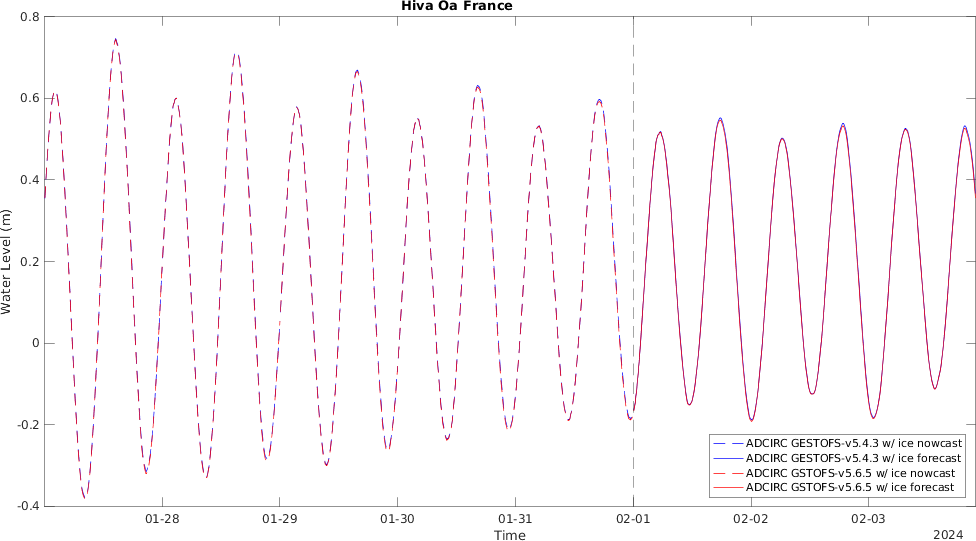 Hiva Oa France
0.8
0.6
0.4
0.2
0
-0.2
-0.4
Water Level (m)
01-28 01-29 01-30 01-31 02-01 02-02 02-03
Time
2024
ADCIRC GESTOFS-v5.4.3 w/ ice nowcast
ADCIRC GESTOFS-v5.4.3 w/ ice forecast
ADCIRC GSTOFS-v5.6.5 w/ ice nowcast
ADCIRC GSTOFS-v5.6.5 w/ ice forecast